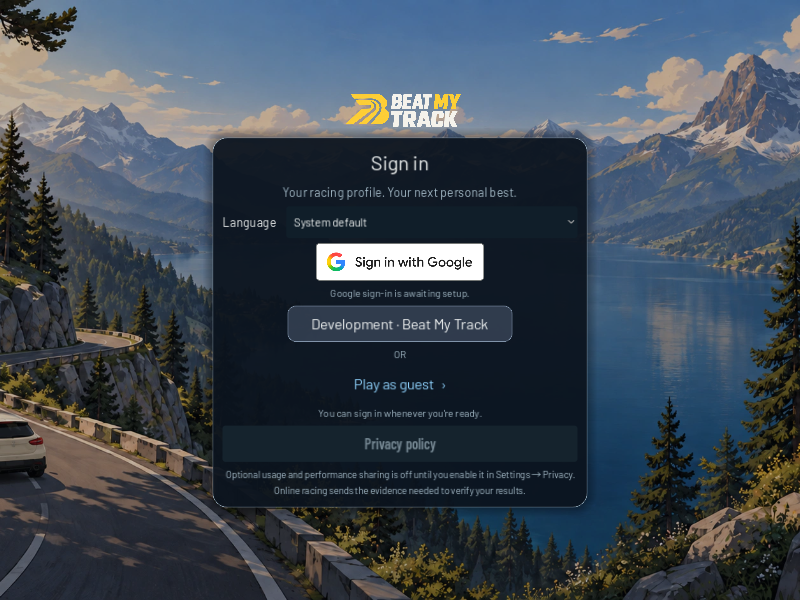 BEAT MY
TRACK
Sign in
Your racing profile. Your next personal best.
Language System default
Sign in with Google
Google sign-in is awaiting setup.
Development · Beat My Track
OR
Play as guest ›
You can sign in whenever you're ready.
Privacy policy
Optional usage and performance sharing is off until you enable it in Settings → Privacy.
Online racing sends the evidence needed to verify your results.